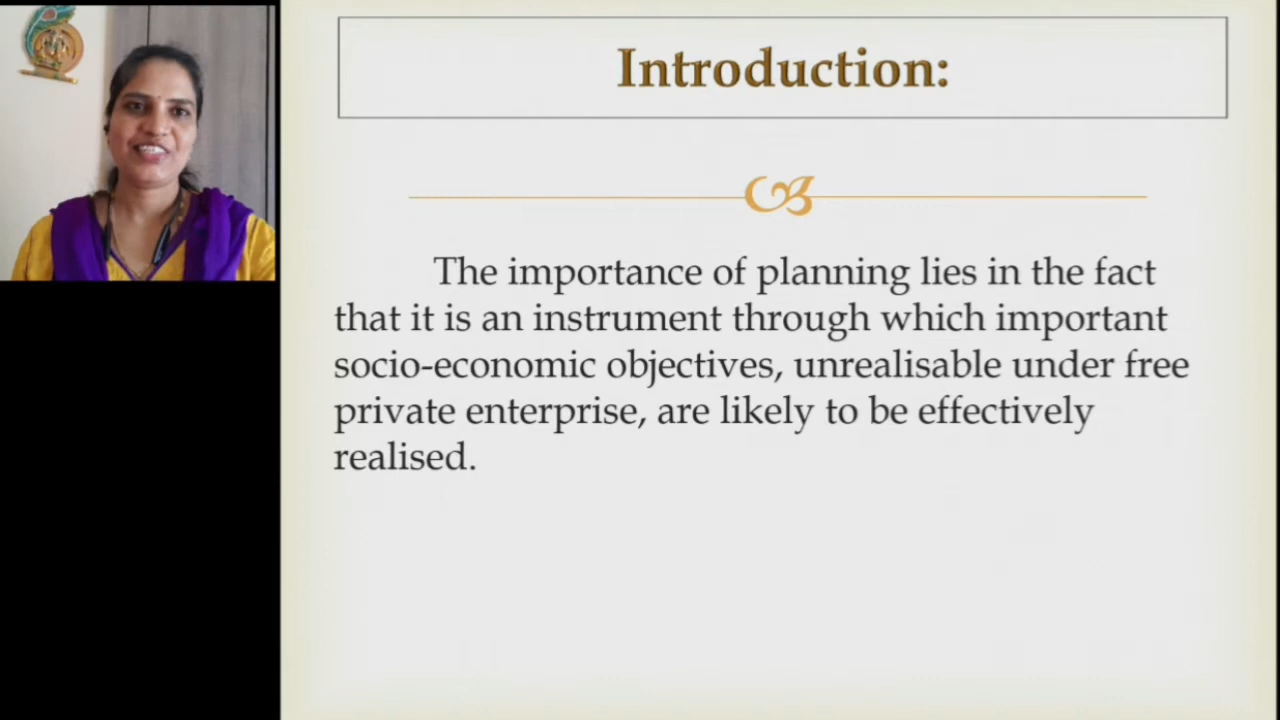 Introduction:
The importance of planning lies in the fact
that it is an instrument through which important
socio-economic objectives, unrealisable under free
private enterprise, are likely to be effectively
realised.